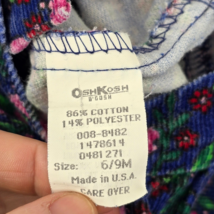 OSHKOSH
B'GOSH
86% COTTON
14% POLYESTER
008-8482
1478614
0481271
Size: 6/9M
Made in U.S.A.
CARE OVER